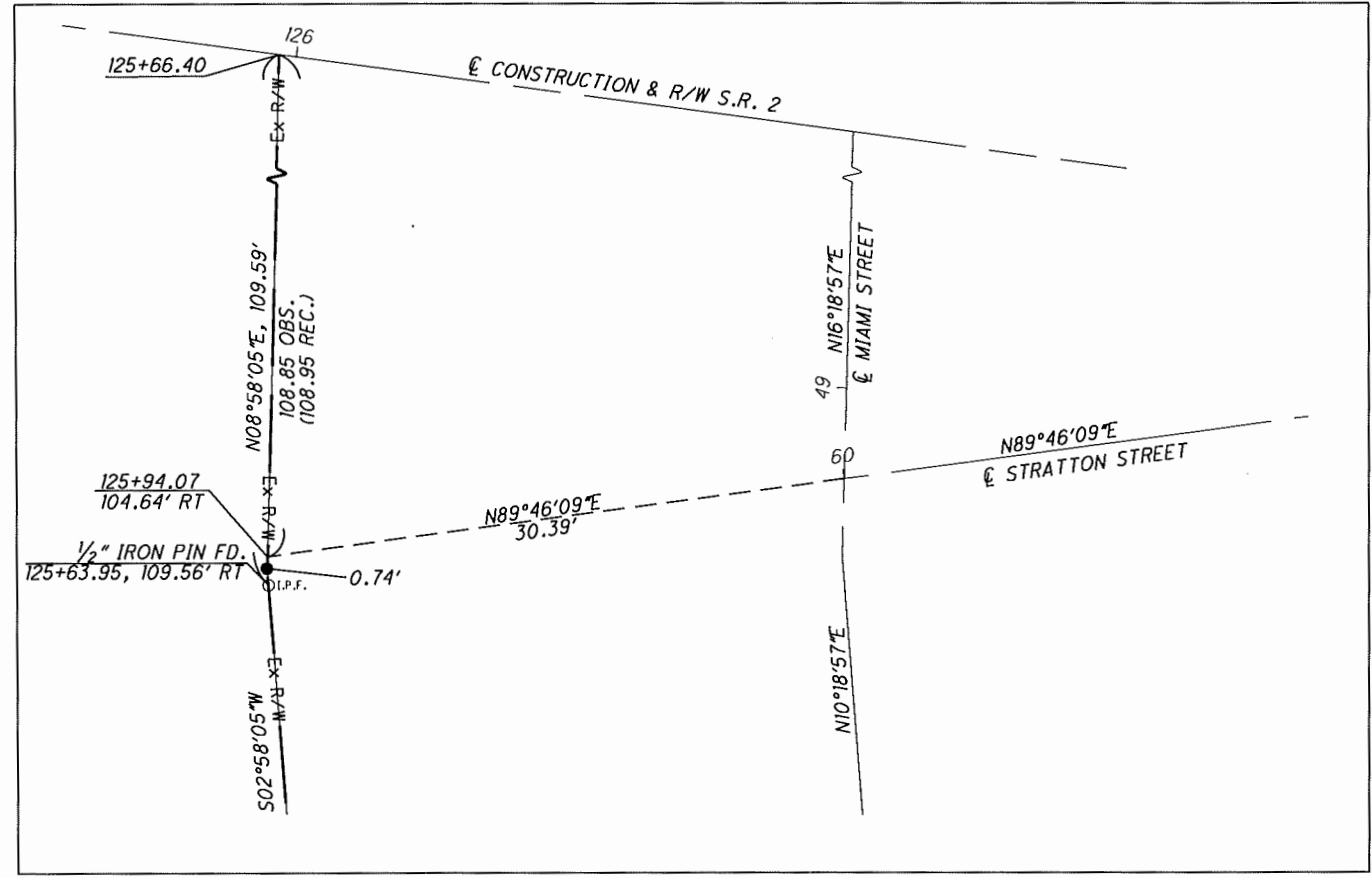 126
125+66.40
℄ CONSTRUCTION & R/W S.R. 2
Ex R/W
N08°58'05"E, 109.59'
108.85 OBS.
(108.95 REC.)
N16°18'57"E
℄ MIAMI STREET
49
60
N89°46'09"E
℄ STRATTON STREET
125+94.07
104.64' RT
Ex R/W
N89°46'09"E
30.39'
1/2" IRON PIN FD.
125+63.95, 109.56' RT
0.74'
I.P.F.
Ex R/W
S02°58'05"W
N10°18'57"E